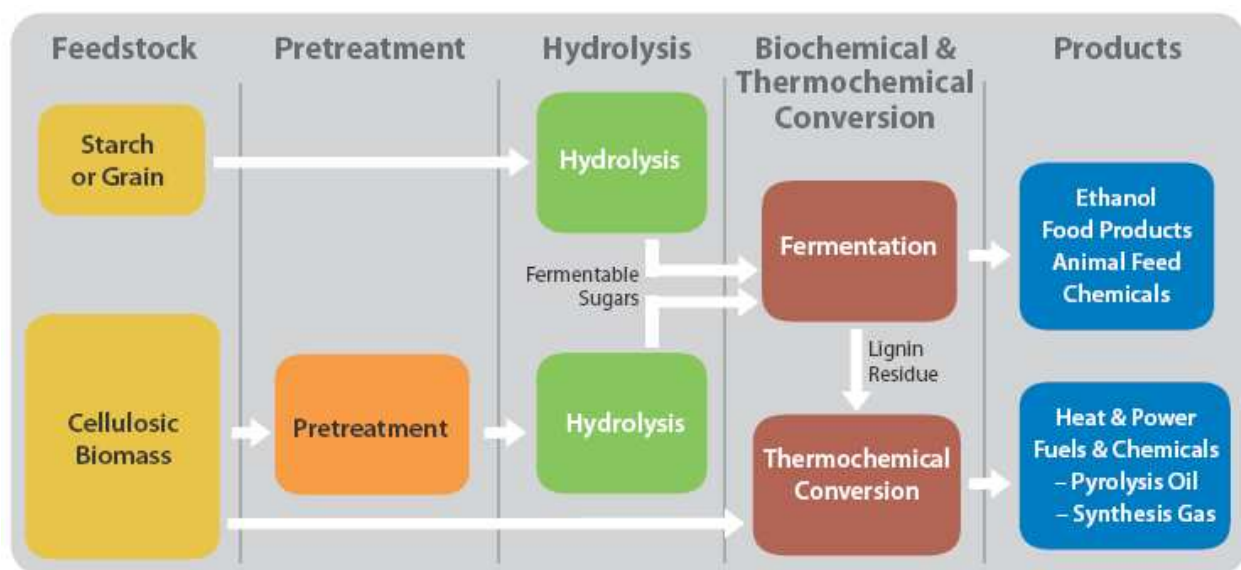 Feedstock
Pretreatment
Hydrolysis
Biochemical &
Thermochemical
Conversion
Products
Starch
or Grain
Hydrolysis
Fermentable
Sugars
Fermentation
Ethanol
Food Products
Animal Feed
Chemicals
Lignin
Residue
Cellulosic
Biomass
Pretreatment
Hydrolysis
Thermochemical
Conversion
Heat & Power
Fuels & Chemicals
– Pyrolysis Oil
– Synthesis Gas